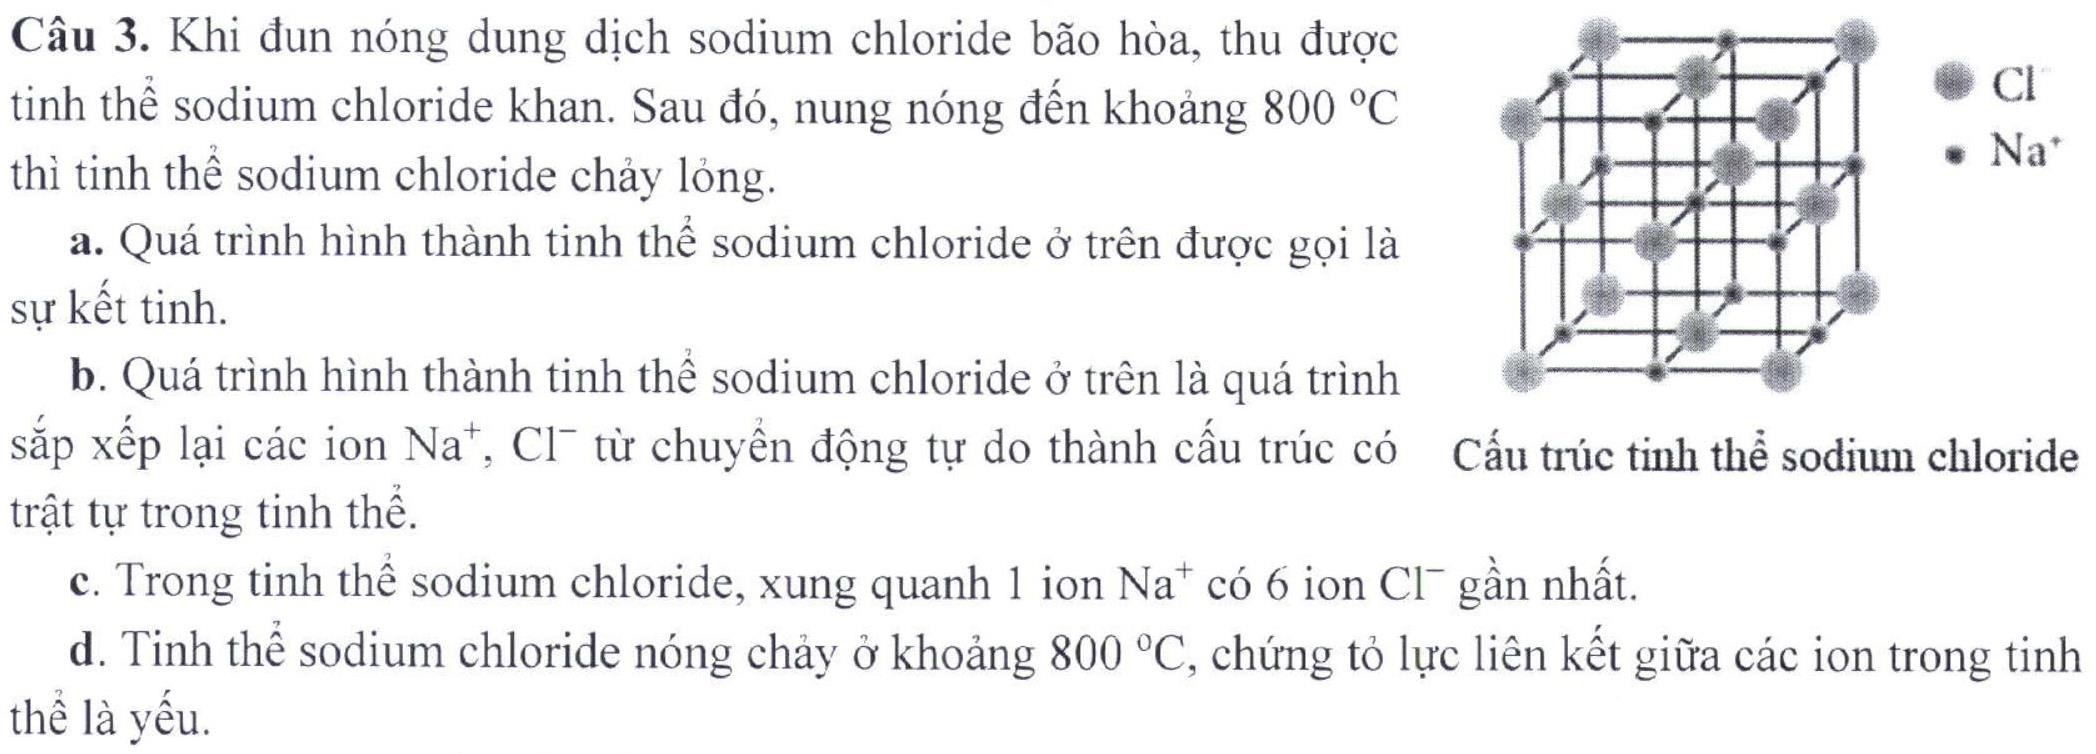 Câu 3. Khi đun nóng dung dịch sodium chloride bão hòa, thu được
tinh thể sodium chloride khan. Sau đó, nung nóng đến khoảng 800 ⁰C
thì tinh thể sodium chloride chảy lỏng.
a. Quá trình hình thành tinh thể sodium chloride ở trên được gọi là
sự kết tinh.
b. Quá trình hình thành tinh thể sodium chloride ở trên là quá trình
sắp xếp lại các ion Na⁺, Cl⁻ từ chuyển động tự do thành cấu trúc có
trật tự trong tinh thể.
Cl⁻
Na⁺
Cấu trúc tinh thể sodium chloride
c. Trong tinh thể sodium chloride, xung quanh 1 ion Na⁺ có 6 ion Cl⁻ gần nhất.
d. Tinh thể sodium chloride nóng chảy ở khoảng 800 ⁰C, chứng tỏ lực liên kết giữa các ion trong tinh
thể là yếu.